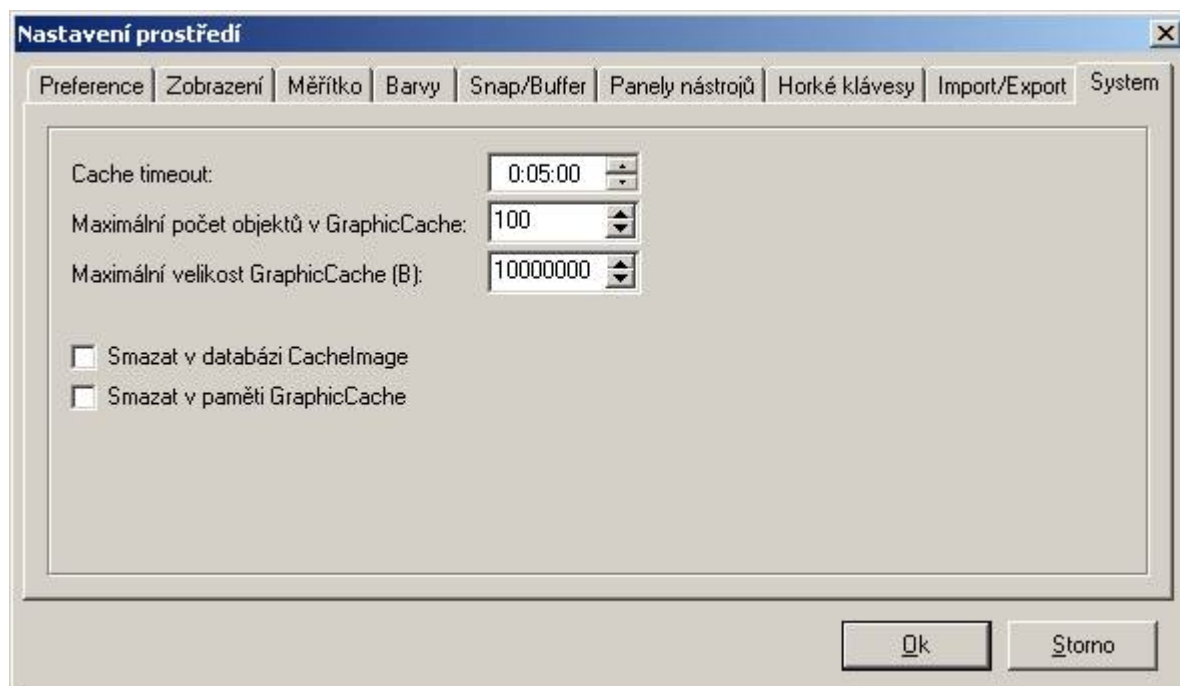 Nastavení prostředí
Preference Zobrazení Měřítko Barvy Snap/Buffer Panely nástrojů Horké klávesy Import/Export System
Cache timeout: 0:05:00
Maximální počet objektů v GraphicCache: 100
Maximální velikost GraphicCache (B): 10000000
Smazat v databázi CacheImage
Smazat v paměti GraphicCache
Ok Storno